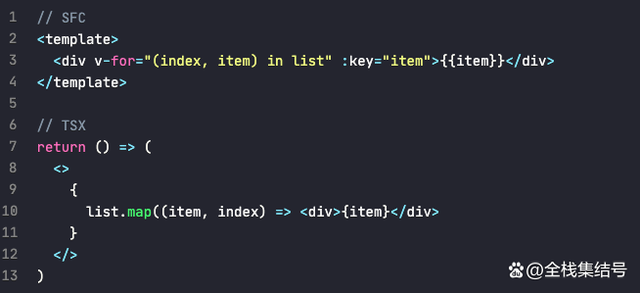 1 // SFC
2 <template>
3   <div v-for="(index, item) in list" :key="item">{{item}}</div>
4 </template>
5
6 // TSX
7 return () => (
8   <>
9     {
10       list.map((item, index) => <div>{item}</div>
11     }
12   </>
13 )
@全栈集结号